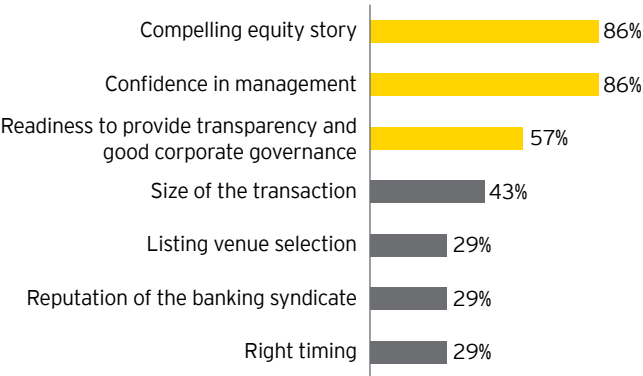 Compelling equity story 86%
Confidence in management 86%
Readiness to provide transparency and
good corporate governance 57%
Size of the transaction 43%
Listing venue selection 29%
Reputation of the banking syndicate 29%
Right timing 29%